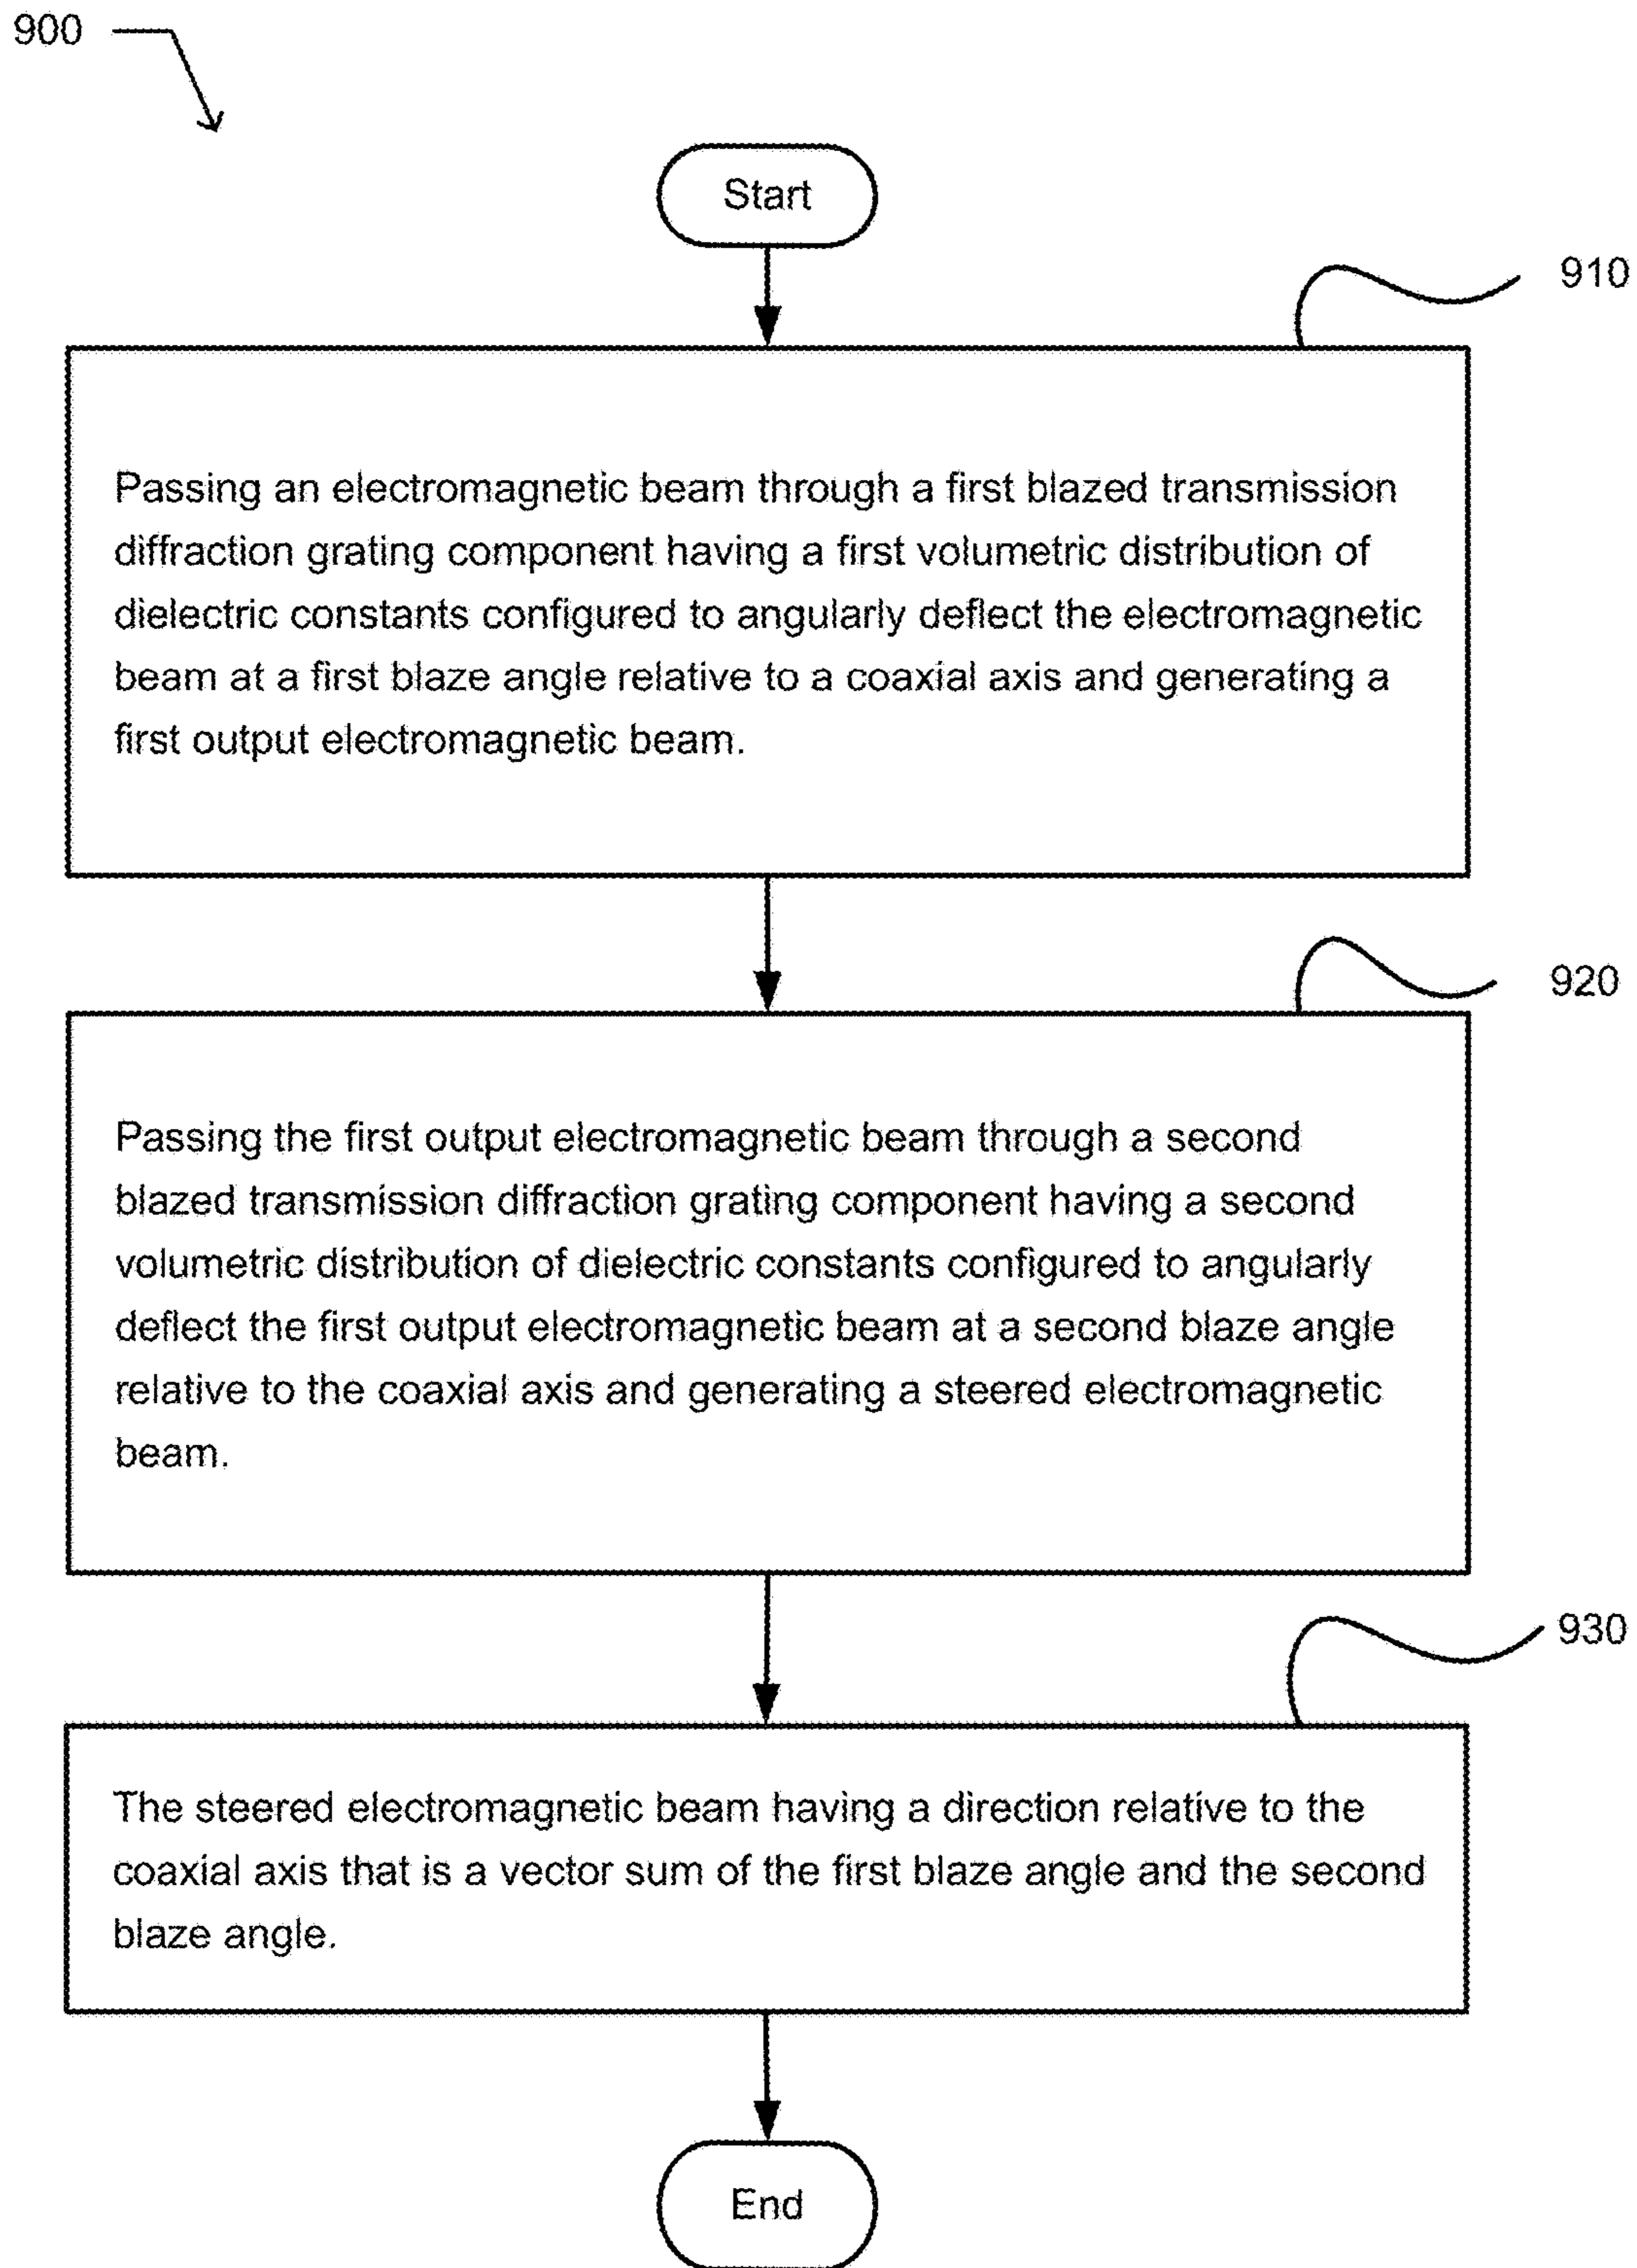 900
Start
910
Passing an electromagnetic beam through a first blazed transmission
diffraction grating component having a first volumetric distribution of
dielectric constants configured to angularly deflect the electromagnetic
beam at a first blaze angle relative to a coaxial axis and generating a
first output electromagnetic beam.
920
Passing the first output electromagnetic beam through a second
blazed transmission diffraction grating component having a second
volumetric distribution of dielectric constants configured to angularly
deflect the first output electromagnetic beam at a second blaze angle
relative to the coaxial axis and generating a steered electromagnetic
beam.
930
The steered electromagnetic beam having a direction relative to the
coaxial axis that is a vector sum of the first blaze angle and the second
blaze angle.
End